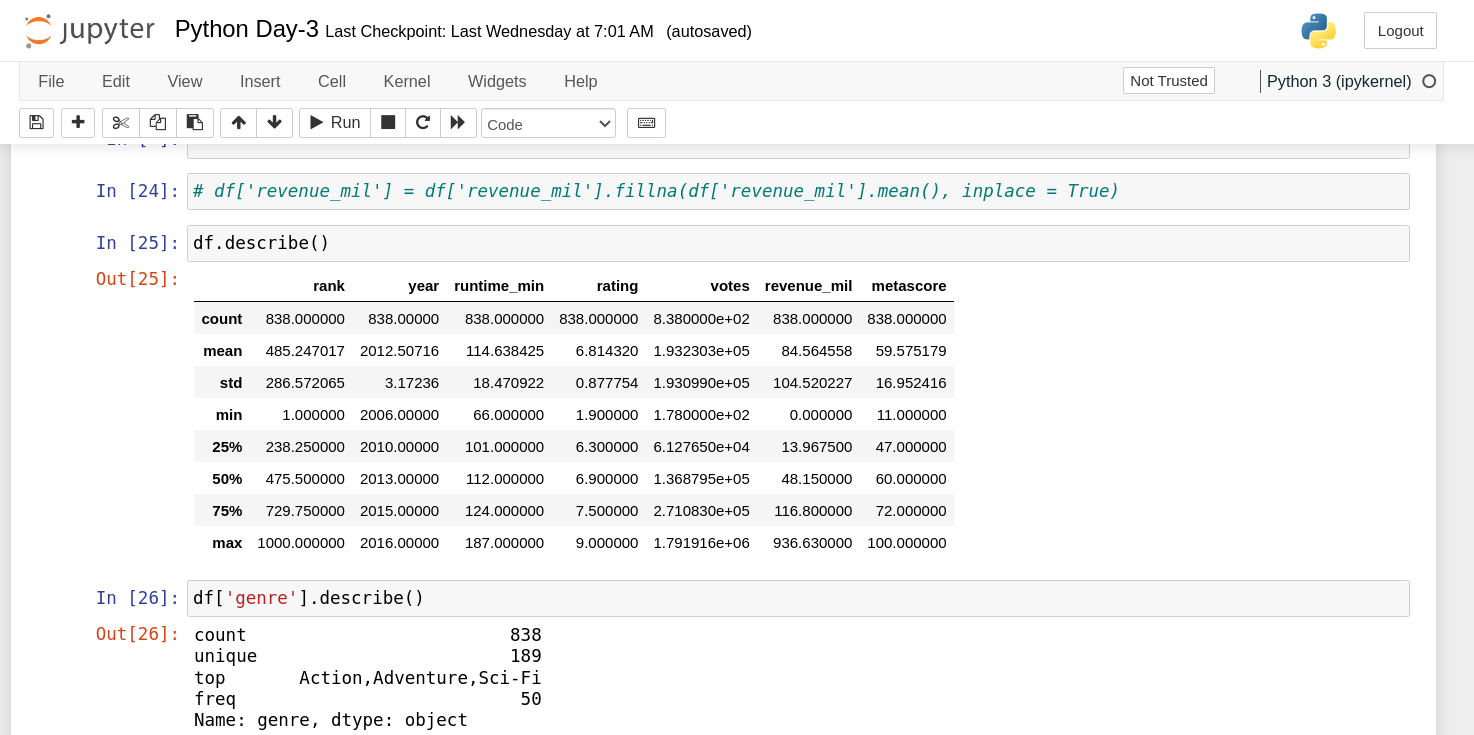 jupyter Python Day-3 Last Checkpoint: Last Wednesday at 7:01 AM (autosaved) Logout
File Edit View Insert Cell Kernel Widgets Help Not Trusted Python 3 (ipykernel)
Run Code
In [24]: # df['revenue_mil'] = df['revenue_mil'].fillna(df['revenue_mil'].mean(), inplace = True)
In [25]: df.describe()
Out[25]:
rank year runtime_min rating votes revenue_mil metascore
count 838.000000 838.00000 838.000000 838.000000 8.380000e+02 838.000000 838.000000
mean 485.247017 2012.50716 114.638425 6.814320 1.932303e+05 84.564558 59.575179
std 286.572065 3.17236 18.470922 0.877754 1.930990e+05 104.520227 16.952416
min 1.000000 2006.00000 66.000000 1.900000 1.780000e+02 0.000000 11.000000
25% 238.250000 2010.00000 101.000000 6.300000 6.127650e+04 13.967500 47.000000
50% 475.500000 2013.00000 112.000000 6.900000 1.368795e+05 48.150000 60.000000
75% 729.750000 2015.00000 124.000000 7.500000 2.710830e+05 116.800000 72.000000
max 1000.000000 2016.00000 187.000000 9.000000 1.791916e+06 936.630000 100.000000
In [26]: df['genre'].describe()
Out[26]: count 838
unique 189
top Action,Adventure,Sci-Fi
freq 50
Name: genre, dtype: object